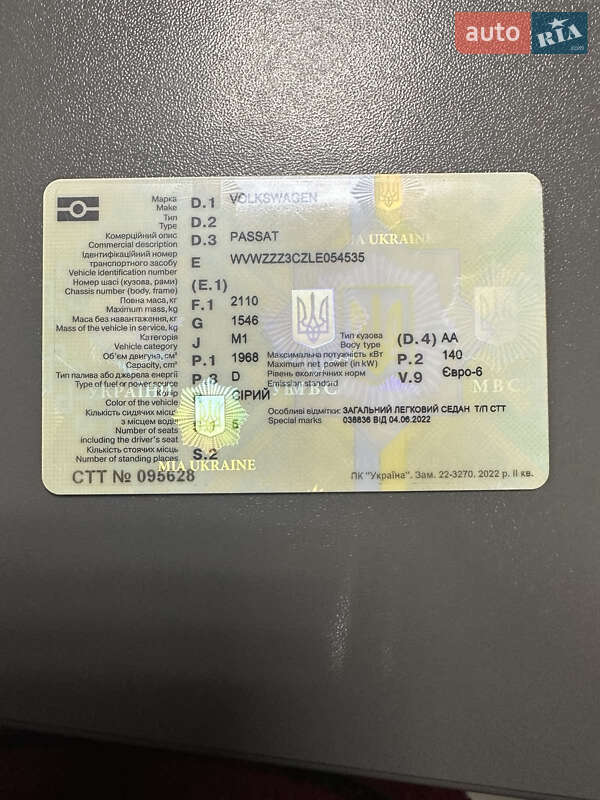 auto RIA .com
Марка D.1 VOLKSWAGEN
Make
Тип D.2
Type
Комерційний опис D.3 PASSAT
Commercial description
Ідентифікаційний номер
транспортного засобу E WVWZZZ3CZLE054535
Vehicle identification number
Номер шасі (кузова, рами) (E.1)
Chassis number (body, frame)
Повна маса, кг F.1 2110
Maximum mass, kg
Маса без навантаження, кг G 1546
Mass of the vehicle in service, kg
Категорія J M1 Тип кузова (D.4) AA
Vehicle category Body type
Об'єм двигуна, см³ P.1 1968 Максимальна потужність кВт P.2 140
Capacity, cm³ Maximum net power (in kW)
Тип палива або джерела енергії P.3 D Рівень екологічних норм V.9 Євро-6
Type of fuel or power source Emission standard
СІРИЙ
Color of the vehicle
Кількість сидячих місць 5 Особливі відмітки: ЗАГАЛЬНИЙ ЛЕГКОВИЙ СЕДАН Т/П СТТ
з місцем водія Special marks 038836 ВІД 04.06.2022
Number of seats
including the driver's seat
Кількість стоячих місць S.2
Number of standing places
MIA UKRAINE
УМВС
МВС
MIA UKRAINE
СТТ № 095628
ПК "Україна". Зам. 22-3270. 2022 р. II кв.